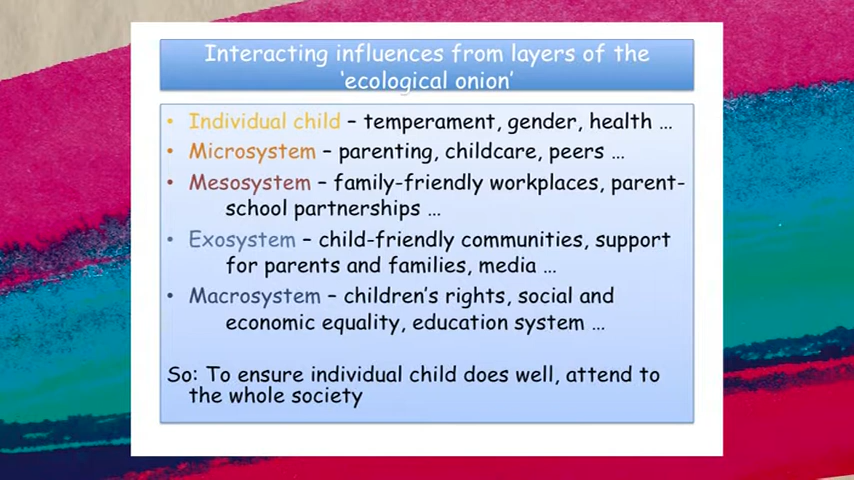 Interacting influences from layers of the
‘ecological onion’
• Individual child – temperament, gender, health …
• Microsystem – parenting, childcare, peers …
• Mesosystem – family-friendly workplaces, parent-
school partnerships …
• Exosystem – child-friendly communities, support
for parents and families, media …
• Macrosystem – children’s rights, social and
economic equality, education system …
So: To ensure individual child does well, attend to
the whole society